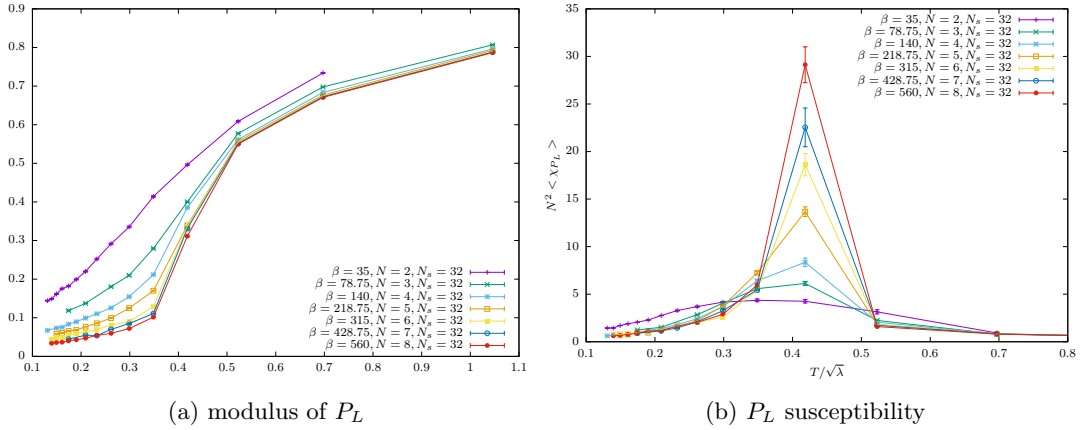 0.9
0.8
0.7
0.6
0.5
0.4
0.3
0.2
0.1
0
0.1 0.2 0.3 0.4 0.5 0.6 0.7 0.8 0.9 1 1.1
β = 35, N = 2, N_s = 32
β = 78.75, N = 3, N_s = 32
β = 140, N = 4, N_s = 32
β = 218.75, N = 5, N_s = 32
β = 315, N = 6, N_s = 32
β = 428.75, N = 7, N_s = 32
β = 560, N = 8, N_s = 32
(a) modulus of P_L
N² < χ_{P_L} >
35
30
25
20
15
10
5
0
0.1 0.2 0.3 0.4 0.5 0.6 0.7 0.8
T/√λ
β = 35, N = 2, N_s = 32
β = 78.75, N = 3, N_s = 32
β = 140, N = 4, N_s = 32
β = 218.75, N = 5, N_s = 32
β = 315, N = 6, N_s = 32
β = 428.75, N = 7, N_s = 32
β = 560, N = 8, N_s = 32
(b) P_L susceptibility